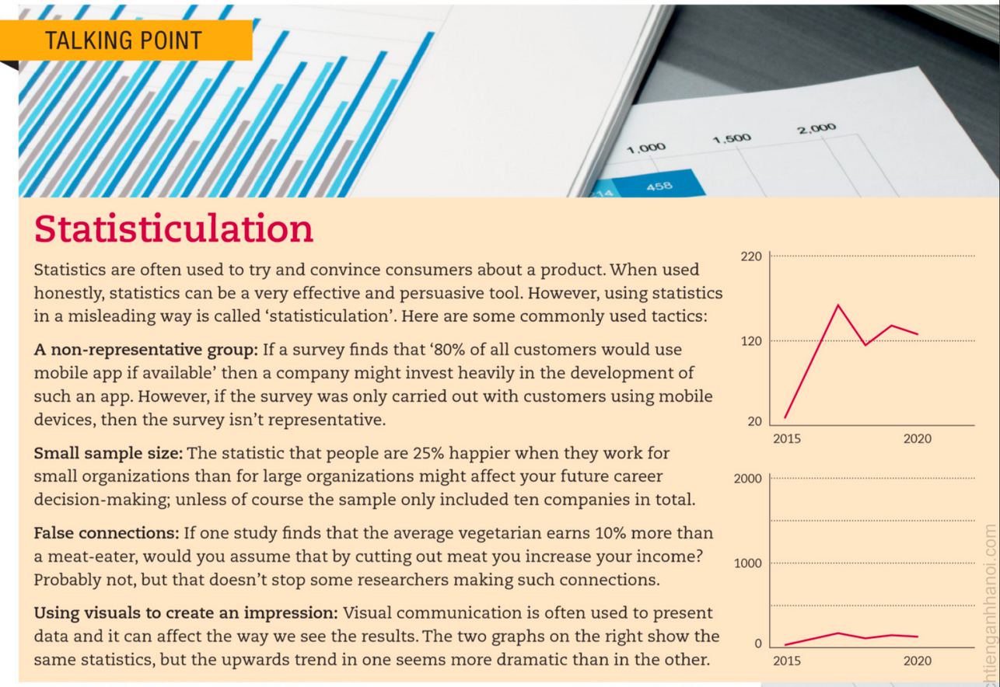 TALKING POINT
1,000
1,500
2,000
14
458
Statisticulation
Statistics are often used to try and convince consumers about a product. When used
honestly, statistics can be a very effective and persuasive tool. However, using statistics
in a misleading way is called ‘statisticulation’. Here are some commonly used tactics:
A non-representative group: If a survey finds that ‘80% of all customers would use
mobile app if available’ then a company might invest heavily in the development of
such an app. However, if the survey was only carried out with customers using mobile
devices, then the survey isn’t representative.
Small sample size: The statistic that people are 25% happier when they work for
small organizations than for large organizations might affect your future career
decision-making; unless of course the sample only included ten companies in total.
False connections: If one study finds that the average vegetarian earns 10% more than
a meat-eater, would you assume that by cutting out meat you increase your income?
Probably not, but that doesn’t stop some researchers making such connections.
Using visuals to create an impression: Visual communication is often used to present
data and it can affect the way we see the results. The two graphs on the right show the
same statistics, but the upwards trend in one seems more dramatic than in the other.
220
120
20
2015
2020
2000
1000
0
2015
2020
chtienganhhanoi.com